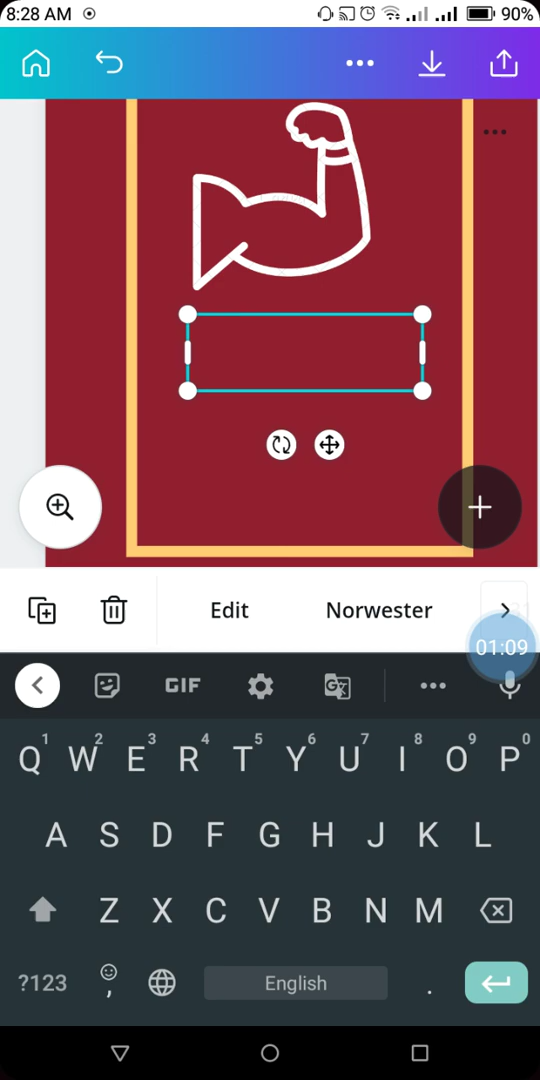 8:28 AM 90%
Edit Norwester
01:09
GIF
1 2 3 4 5 6 7 8 9 0
Q W E R T Y U I O P
A S D F G H J K L
Z X C V B N M
?123 , English .